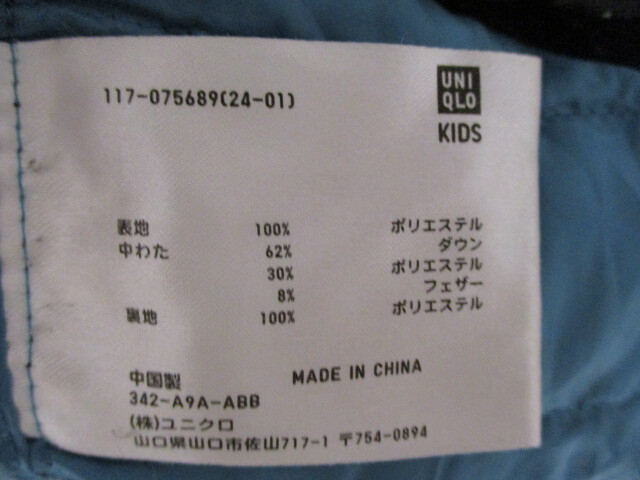 117-075689(24-01)
UNI
QLO
KIDS
表地 100% ポリエステル
中わた 62% ダウン
30% ポリエステル
8% フェザー
裏地 100% ポリエステル
中国製 MADE IN CHINA
342-A9A-ABB
(株)ユニクロ
山口県山口市佐山717-1 〒754-0894